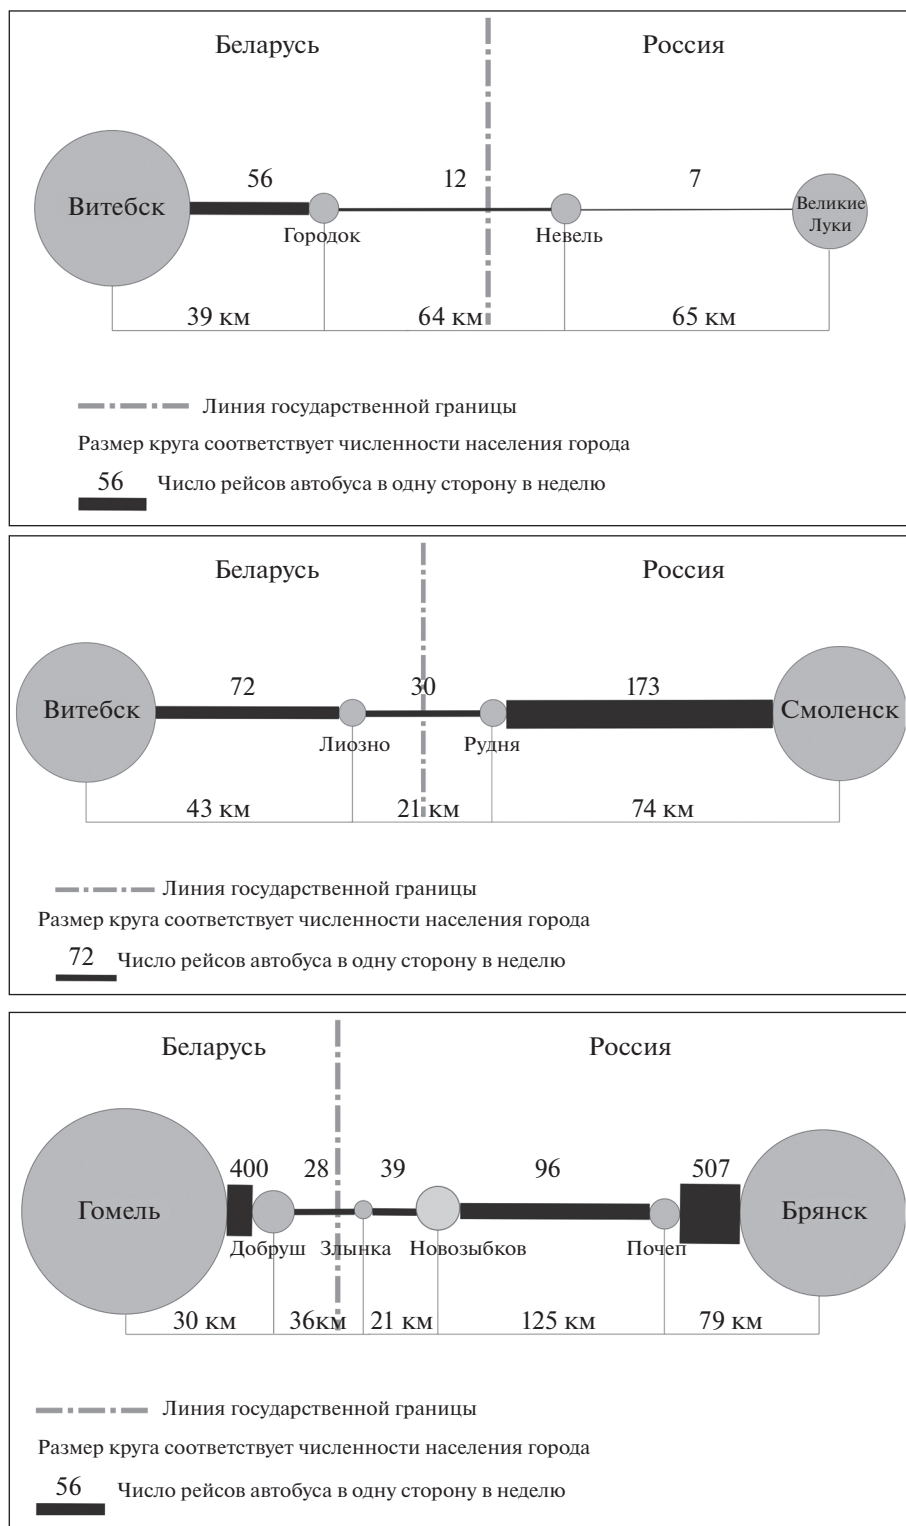 Беларусь Россия
56 12 7
Витебск
Великие
Луки
Городок Невель
39 км 64 км 65 км
Линия государственной границы
Размер круга соответствует численности населения города
56 Число рейсов автобуса в одну сторону в неделю
Беларусь Россия
72 30 173
Витебск Смоленск
Лиозно Рудня
43 км 21 км 74 км
Линия государственной границы
Размер круга соответствует численности населения города
72 Число рейсов автобуса в одну сторону в неделю
Беларусь Россия
400 28 39 96 507
Гомель Брянск
Добруш Злынка Новозыбков Почеп
30 км 36км 21 км 125 км 79 км
Линия государственной границы
Размер круга соответствует численности населения города
56 Число рейсов автобуса в одну сторону в неделю